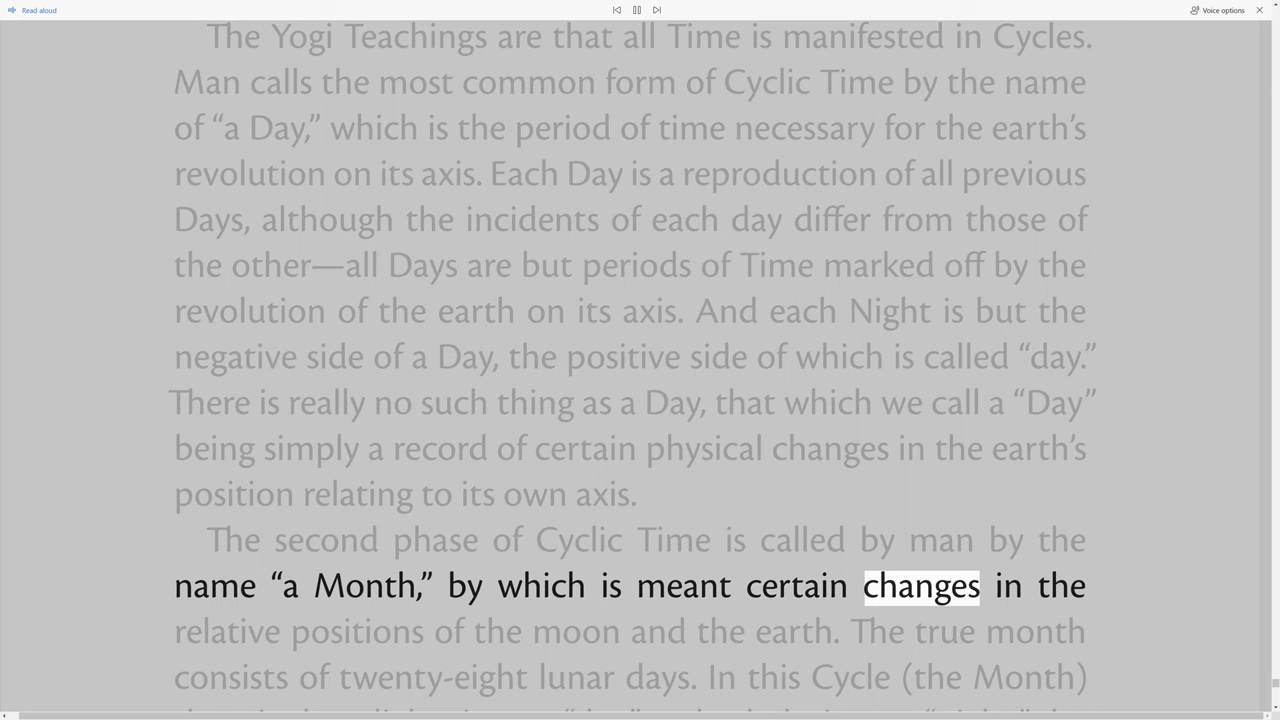 Read aloud
Voice options
The Yogi Teachings are that all Time is manifested in Cycles.
Man calls the most common form of Cyclic Time by the name
of “a Day,” which is the period of time necessary for the earth’s
revolution on its axis. Each Day is a reproduction of all previous
Days, although the incidents of each day differ from those of
the other—all Days are but periods of Time marked off by the
revolution of the earth on its axis. And each Night is but the
negative side of a Day, the positive side of which is called “day.”
There is really no such thing as a Day, that which we call a “Day”
being simply a record of certain physical changes in the earth’s
position relating to its own axis.
The second phase of Cyclic Time is called by man by the
name “a Month,” by which is meant certain changes in the
relative positions of the moon and the earth. The true month
consists of twenty-eight lunar days. In this Cycle (the Month)